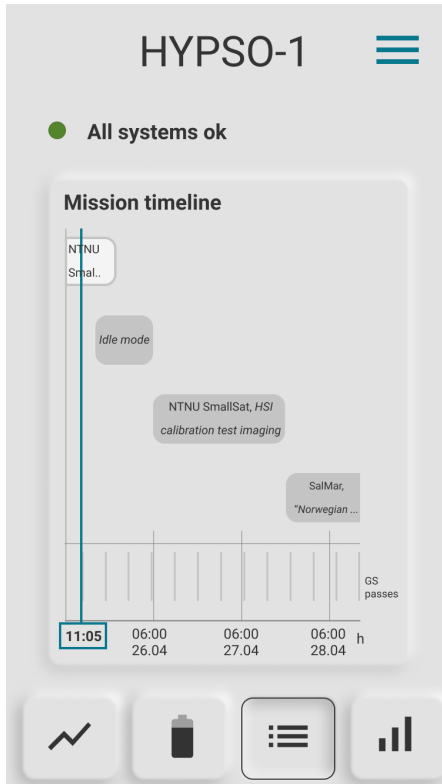 HYPSO-1
All systems ok
Mission timeline
NTNU
Smal..
Idle mode
NTNU SmallSat, HSI
calibration test imaging
SalMar,
"Norwegian ...
GS
passes
11:05 06:00 06:00 06:00 h
26.04 27.04 28.04